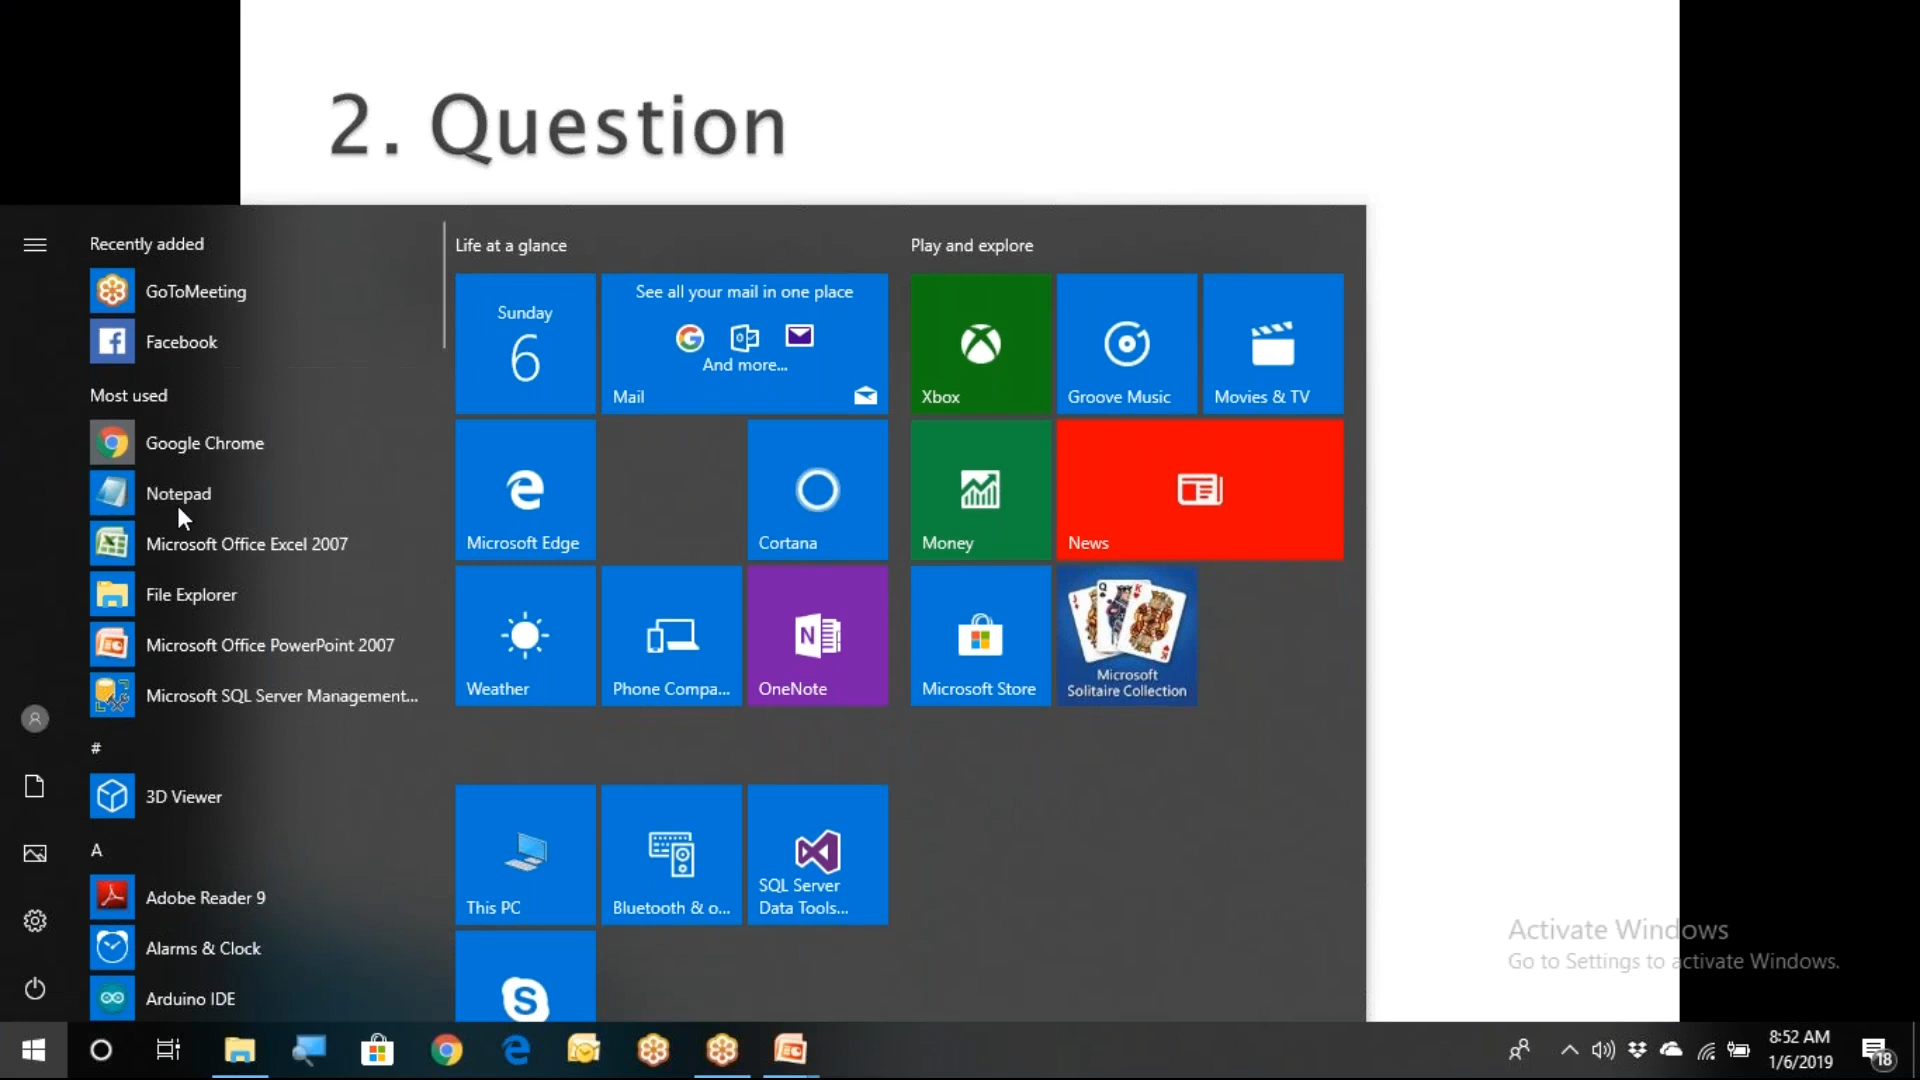 2. Question
Recently added
GoToMeeting
Facebook
Most used
Google Chrome
Notepad
Microsoft Office Excel 2007
File Explorer
Microsoft Office PowerPoint 2007
Microsoft SQL Server Management...
#
3D Viewer
A
Adobe Reader 9
Alarms & Clock
Arduino IDE
Life at a glance
Sunday
6
See all your mail in one place
And more...
Mail
Microsoft Edge
Cortana
Weather
Phone Compa...
OneNote
Play and explore
Xbox
Groove Music
Movies & TV
Money
News
Microsoft Store
Microsoft
Solitaire Collection
This PC
Bluetooth & o...
SQL Server
Data Tools...
Activate Windows
Go to Settings to activate Windows.
8:52 AM
1/6/2019
18